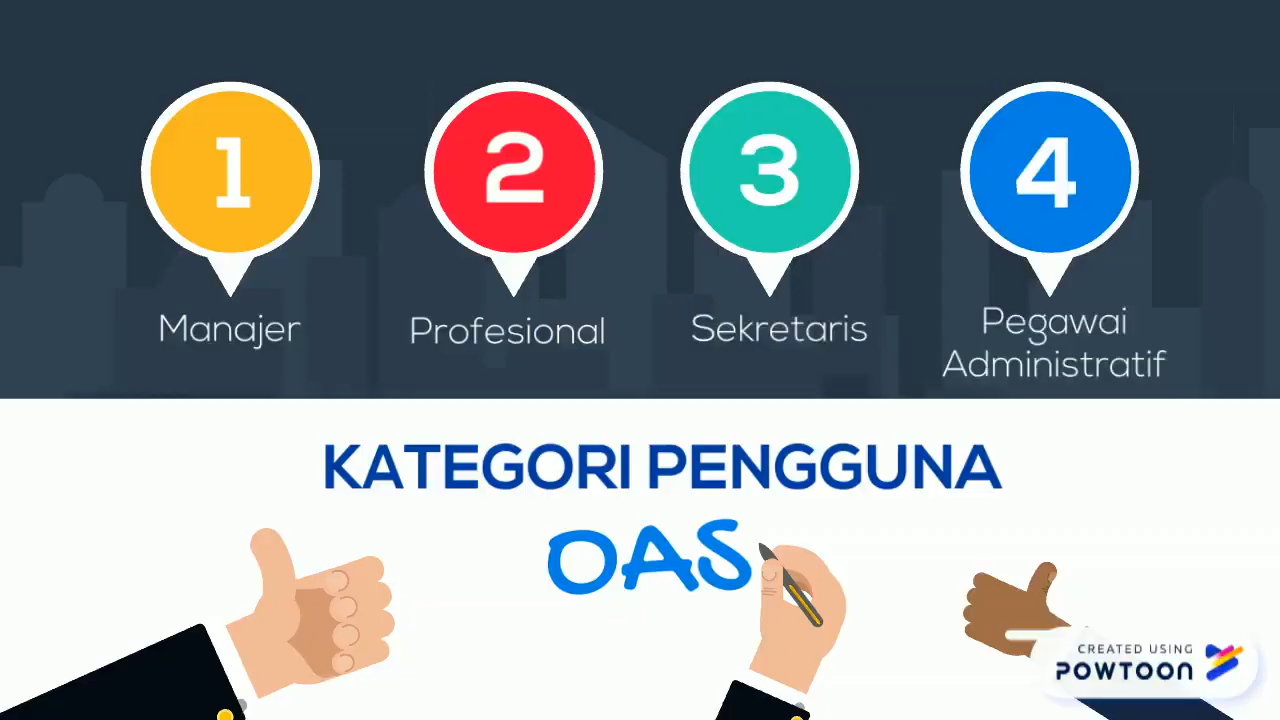 1
2
3
4
Manajer
Profesional
Sekretaris
Pegawai
Administratif
KATEGORI PENGGUNA
OAS
CREATED USING
POWTOON